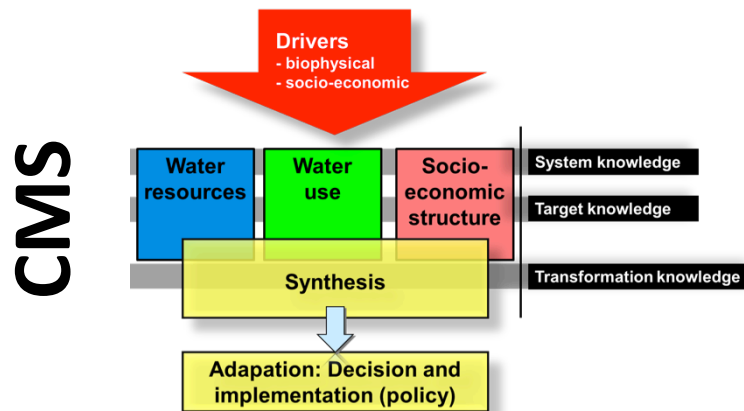 Drivers
- biophysical
- socio-economic
CMS
Water
resources
Water
use
Socio-
economic
structure
System knowledge
Target knowledge
Transformation knowledge
Synthesis
Adapation: Decision and
implementation (policy)